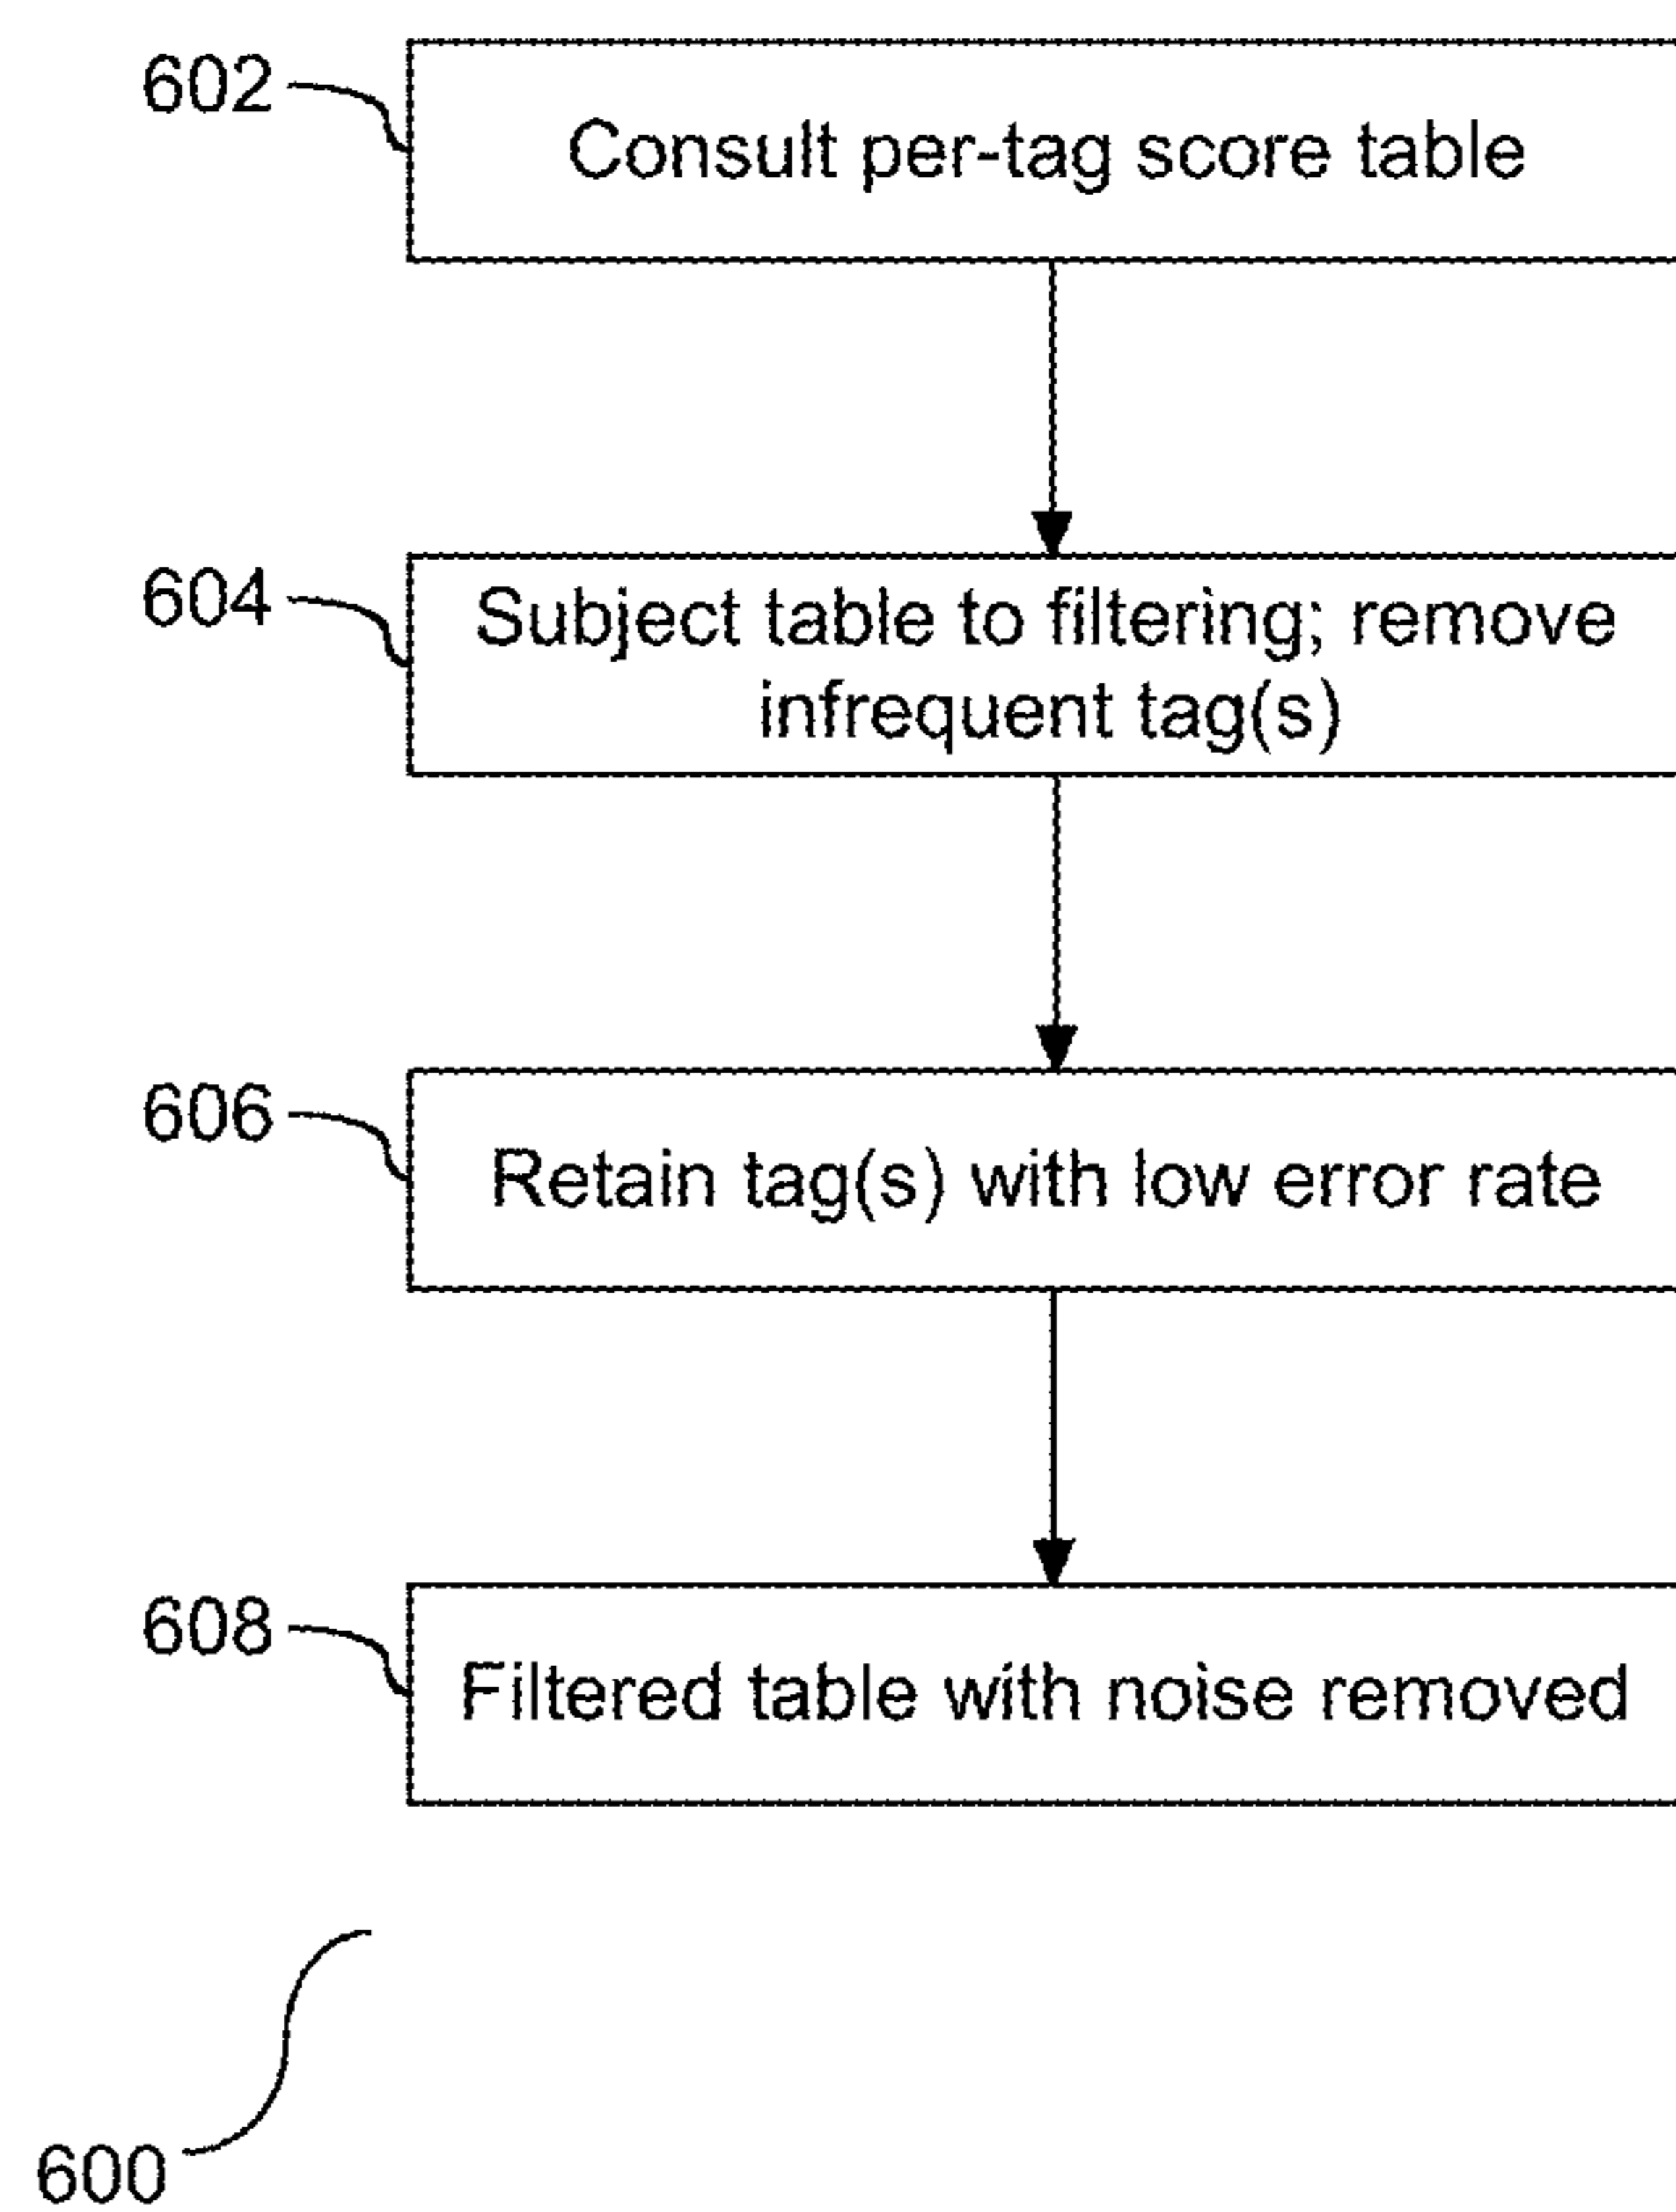 602
Consult per-tag score table
604
Subject table to filtering; remove
infrequent tag(s)
606
Retain tag(s) with low error rate
608
Filtered table with noise removed
600